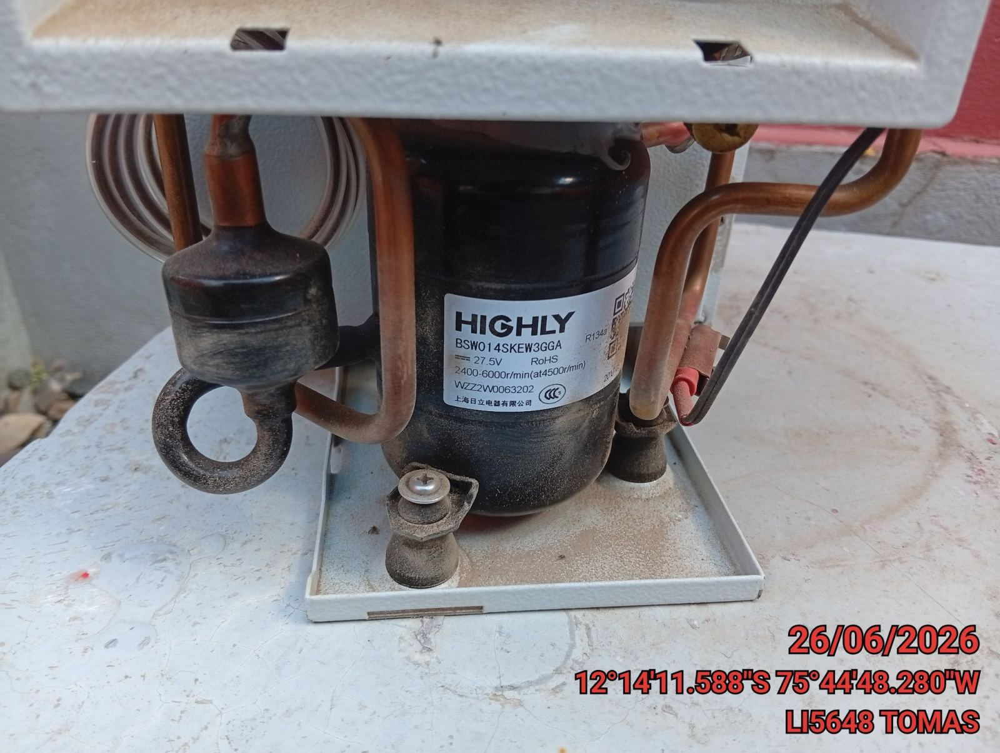 HIGHLY
BSW014SKEW3GGA
R134a
27.5V RoHS
2400-6000r/min(at4500r/min)
WZZ2W0063202
CCC S
上海日立电器有限公司
26/06/2026
12°14'11.588"S 75°44'48.280"W
LI5648 TOMAS